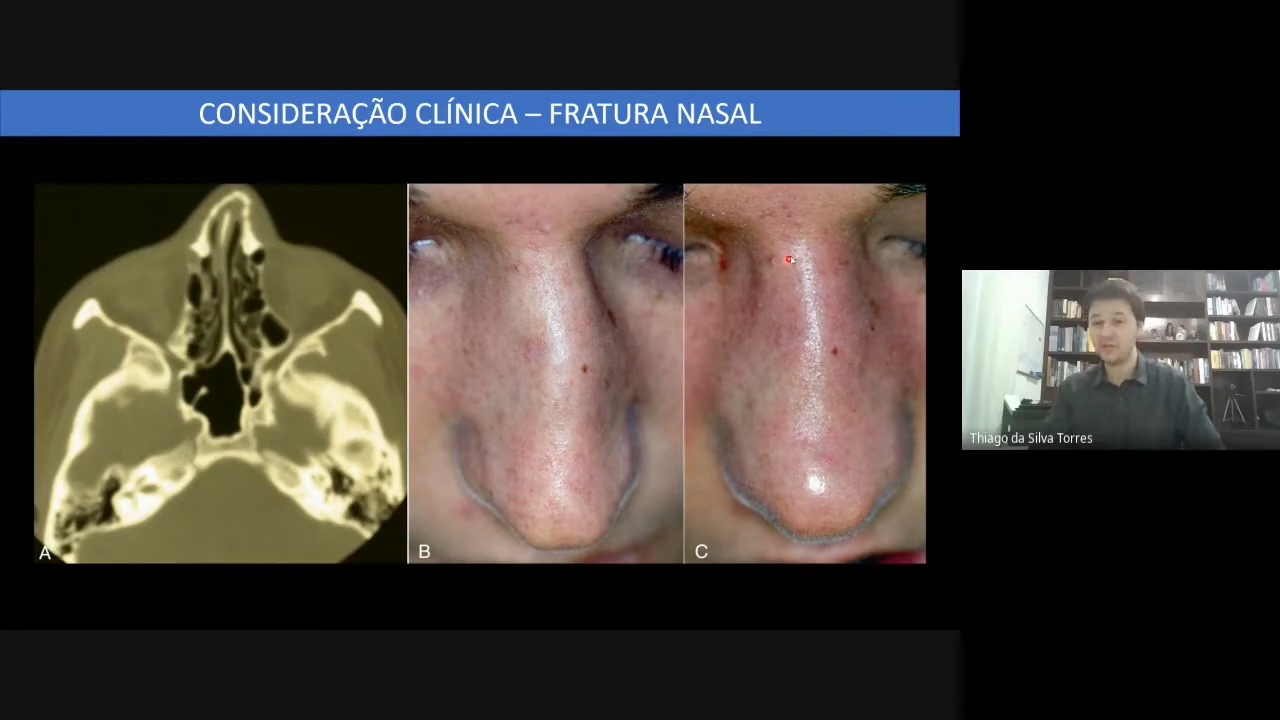 CONSIDERAÇÃO CLÍNICA – FRATURA NASAL
A
B
C
Thiago da Silva Torres